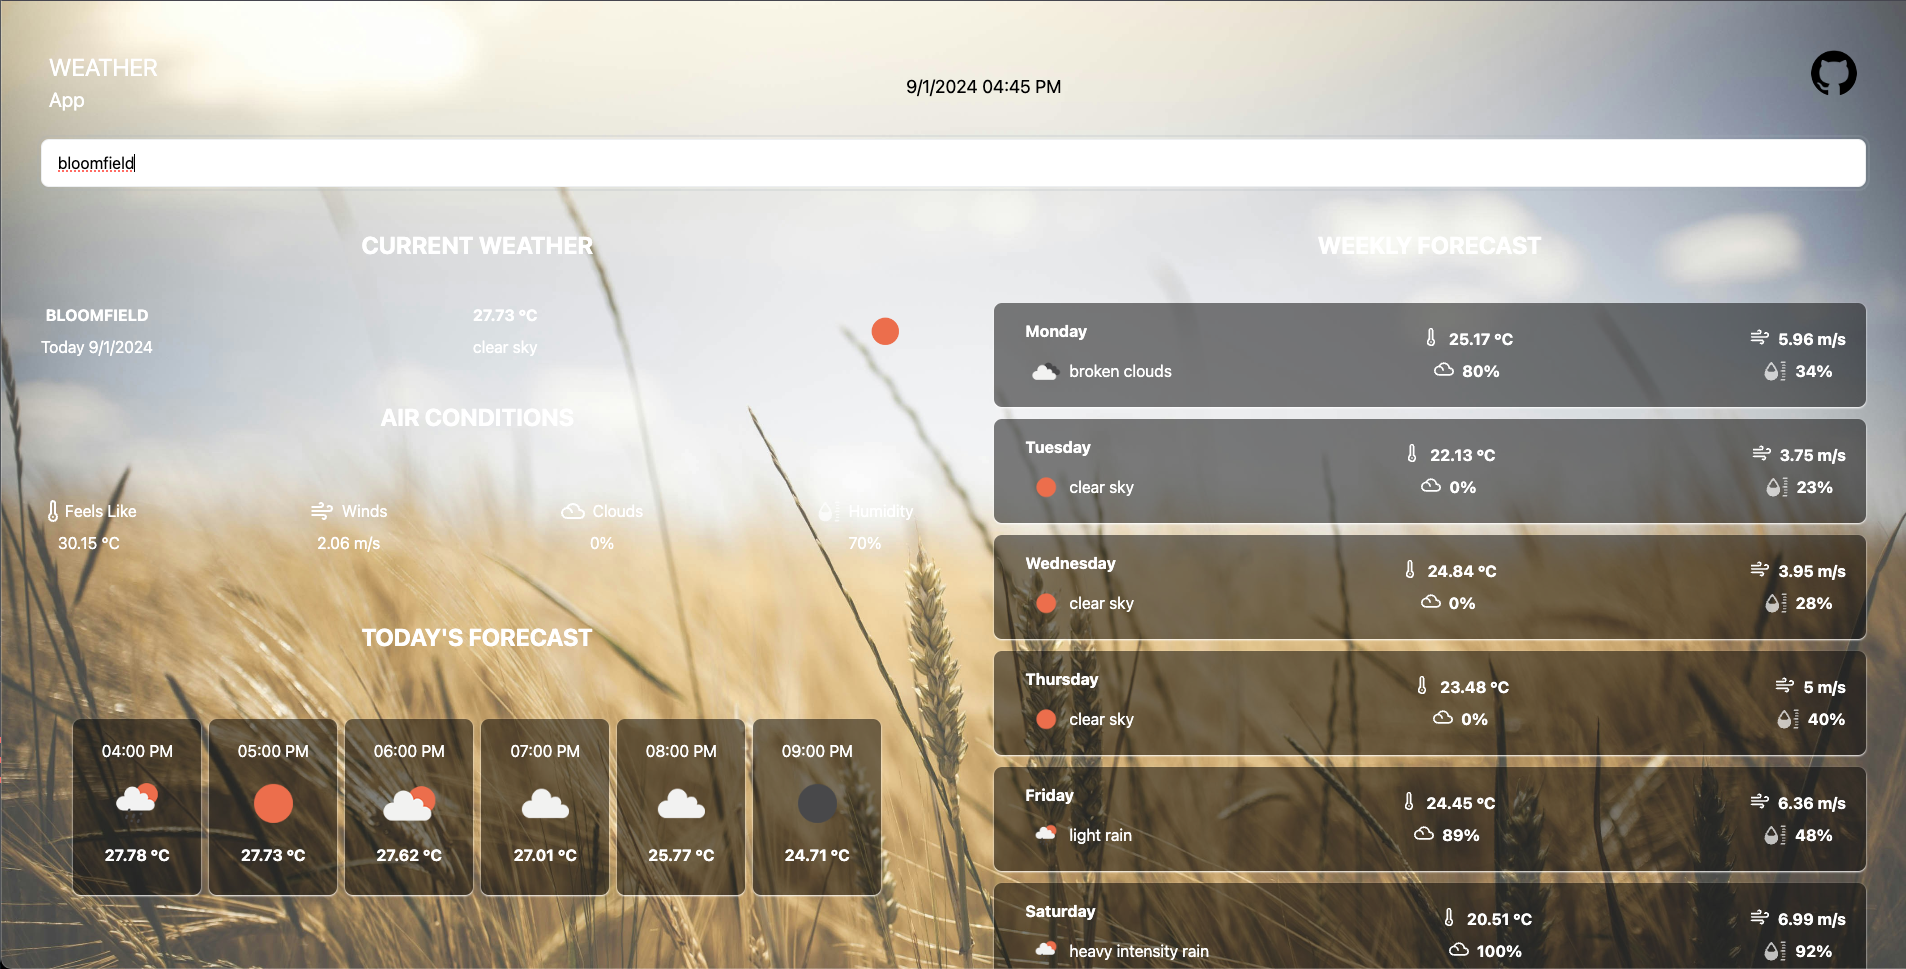 WEATHER
App
9/1/2024 04:45 PM
bloomfield
CURRENT WEATHER
BLOOMFIELD
Today 9/1/2024
27.73 °C
clear sky
AIR CONDITIONS
Feels Like
30.15 °C
Winds
2.06 m/s
Clouds
0%
Humidity
70%
TODAY'S FORECAST
04:00 PM
27.78 °C
05:00 PM
27.73 °C
06:00 PM
27.62 °C
07:00 PM
27.01 °C
08:00 PM
25.77 °C
09:00 PM
24.71 °C
WEEKLY FORECAST
Monday
broken clouds
25.17 °C
80%
5.96 m/s
34%
Tuesday
clear sky
22.13 °C
0%
3.75 m/s
23%
Wednesday
clear sky
24.84 °C
0%
3.95 m/s
28%
Thursday
clear sky
23.48 °C
0%
5 m/s
40%
Friday
light rain
24.45 °C
89%
6.36 m/s
48%
Saturday
heavy intensity rain
20.51 °C
100%
6.99 m/s
92%